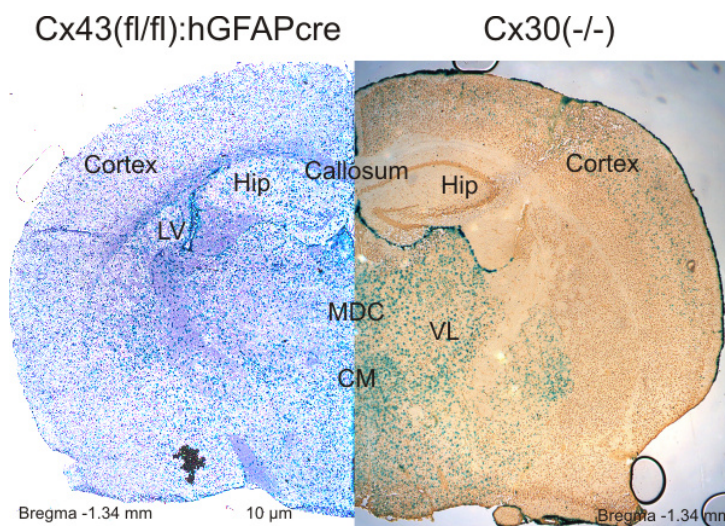 Cx43(fl/fl):hGFAPcre
Cx30(-/-)
Cortex
Hip
Callosum
Hip
Cortex
LV
MDC
VL
CM
Bregma -1.34 mm
10 µm
Bregma -1.34 mm